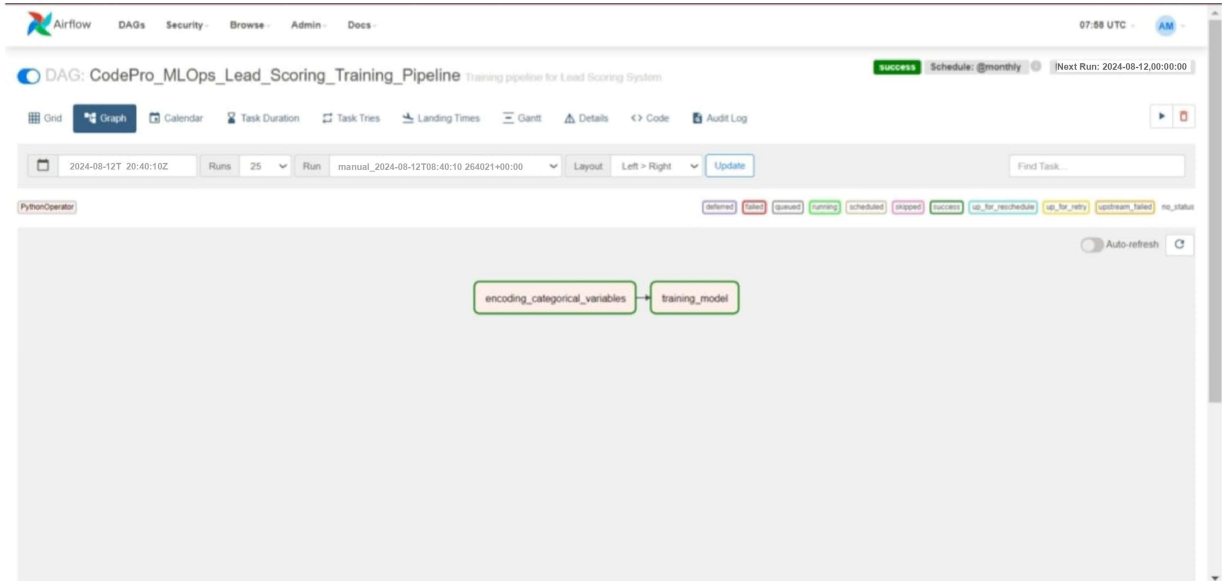 Airflow DAGs Security Browse Admin Docs 07:58 UTC AM
DAG: CodePro_MLOps_Lead_Scoring_Training_Pipeline Training pipeline for Lead Scoring System success Schedule: @monthly Next Run: 2024-08-12,00:00:00
Grid Graph Calendar Task Duration Task Tries Landing Times Gantt Details <> Code Audit Log
2024-08-12T 20:40:10Z Runs 25 Run manual_2024-08-12T08:40:10 264021+00:00 Layout Left > Right Update Find Task...
PythonOperator deferred failed queued running scheduled skipped success up_for_reschedule up_for_retry upstream_failed no_status
Auto-refresh
encoding_categorical_variables training_model